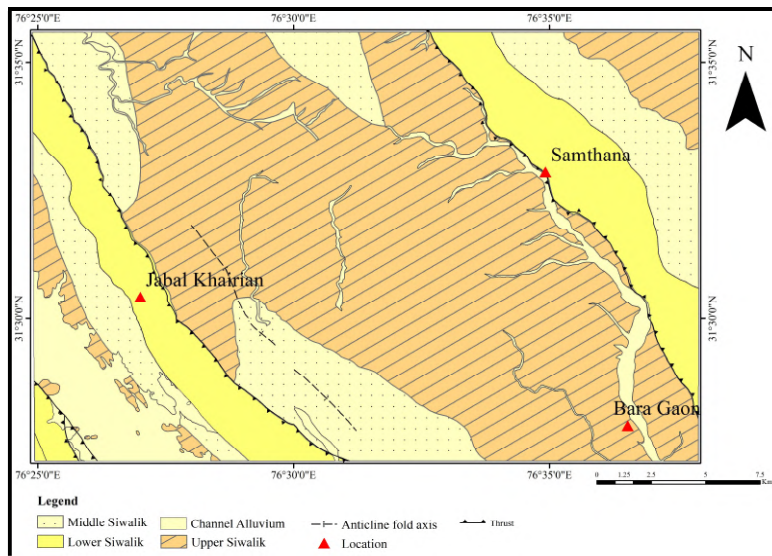 76°25'0"E 76°30'0"E 76°35'0"E
31°35'0"N 31°35'0"N
N
Samthana
Jabal Khairian
31°30'0"N 31°30'0"N
Bara Gaon
76°25'0"E 76°30'0"E 76°35'0"E
0 1.25 2.5 5 7.5
Km
Legend
Middle Siwalik Channel Alluvium Anticline fold axis Thrust
Lower Siwalik Upper Siwalik Location